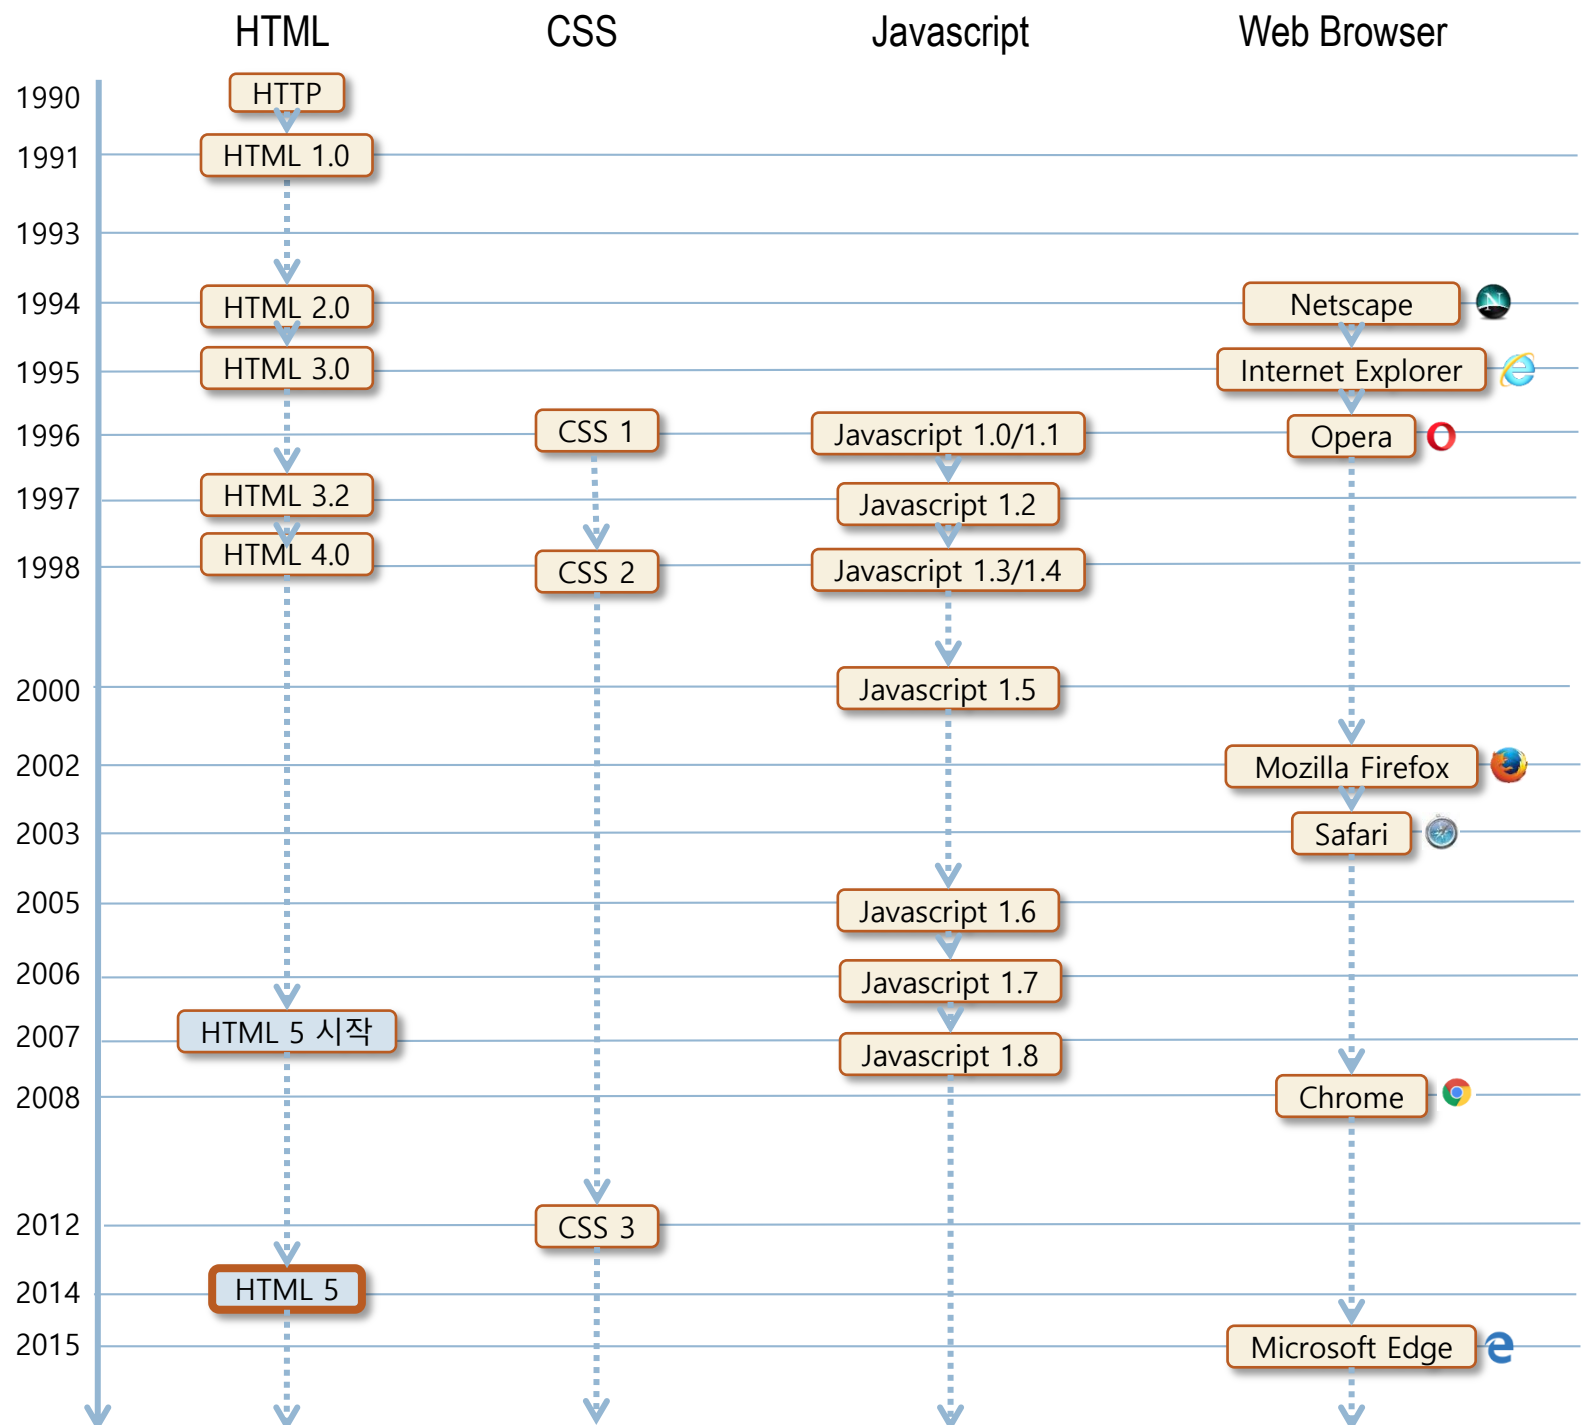 HTML CSS Javascript Web Browser
1990 HTTP
1991 HTML 1.0
1993
1994 HTML 2.0 Netscape N
1995 HTML 3.0 Internet Explorer
1996 CSS 1 Javascript 1.0/1.1 Opera
1997 HTML 3.2 Javascript 1.2
1998 HTML 4.0 CSS 2 Javascript 1.3/1.4
2000 Javascript 1.5
2002 Mozilla Firefox
2003 Safari
2005 Javascript 1.6
2006 Javascript 1.7
2007 HTML 5 시작 Javascript 1.8
2008 Chrome
2012 CSS 3
2014 HTML 5
2015 Microsoft Edge